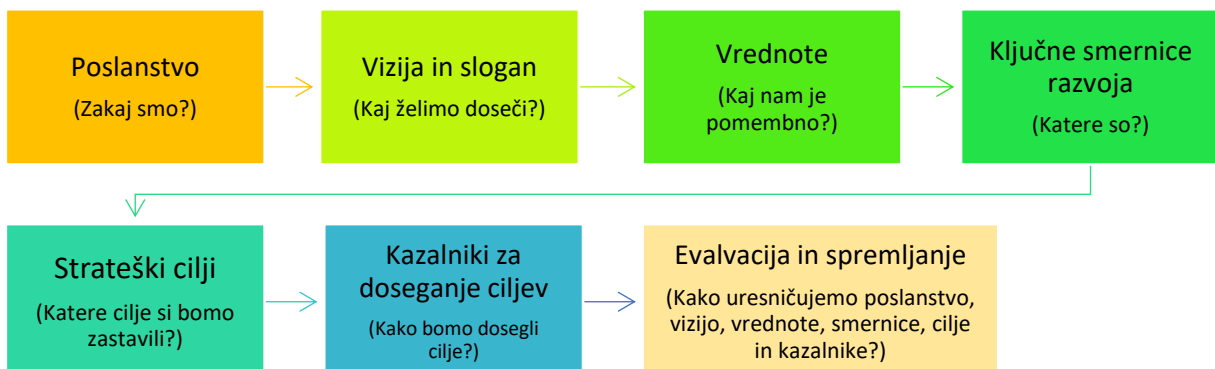 Poslanstvo
(Zakaj smo?)
Vizija in slogan
(Kaj želimo doseči?)
Vrednote
(Kaj nam je
pomembno?)
Ključne smernice
razvoja
(Katere so?)
Strateški cilji
(Katere cilje si bomo
zastavili?)
Kazalniki za
doseganje ciljev
(Kako bomo dosegli
cilje?)
Evalvacija in spremljanje
(Kako uresničujemo poslanstvo,
vizijo, vrednote, smernice, cilje
in kazalnike?)